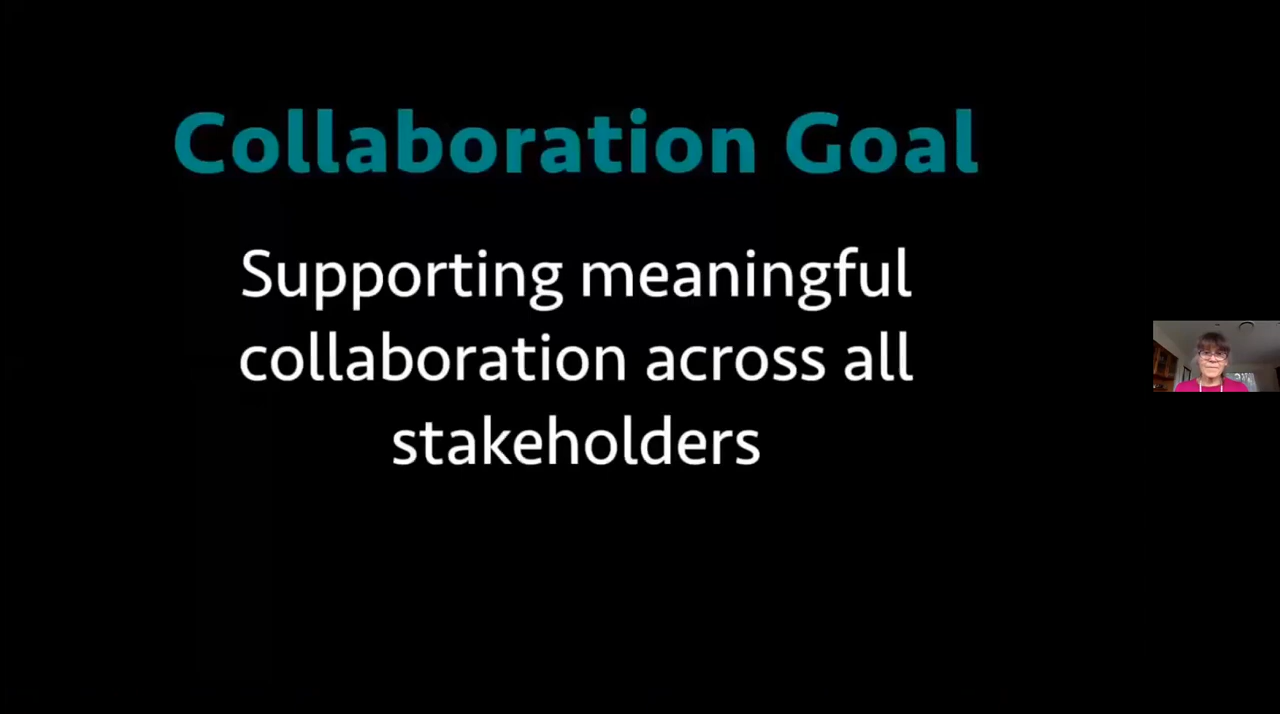 Collaboration Goal
Supporting meaningful
collaboration across all
stakeholders